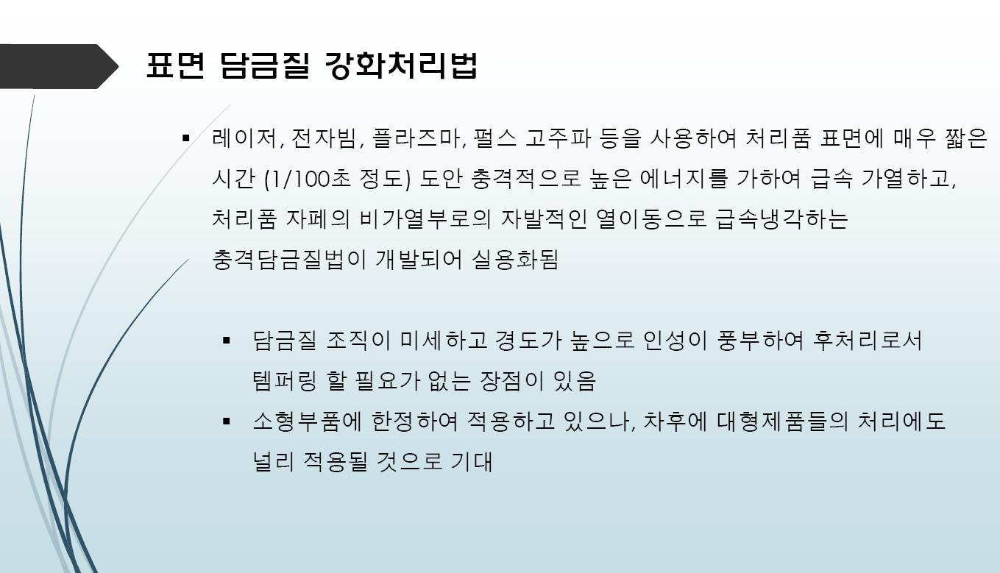 표면 담금질 강화처리법
▪ 레이저, 전자빔, 플라즈마, 펄스 고주파 등을 사용하여 처리품 표면에 매우 짧은
시간 (1/100초 정도) 도안 충격적으로 높은 에너지를 가하여 급속 가열하고,
처리품 자페의 비가열부로의 자발적인 열이동으로 급속냉각하는
충격담금질법이 개발되어 실용화됨
▪ 담금질 조직이 미세하고 경도가 높으로 인성이 풍부하여 후처리로서
템퍼링 할 필요가 없는 장점이 있음
▪ 소형부품에 한정하여 적용하고 있으나, 차후에 대형제품들의 처리에도
널리 적용될 것으로 기대